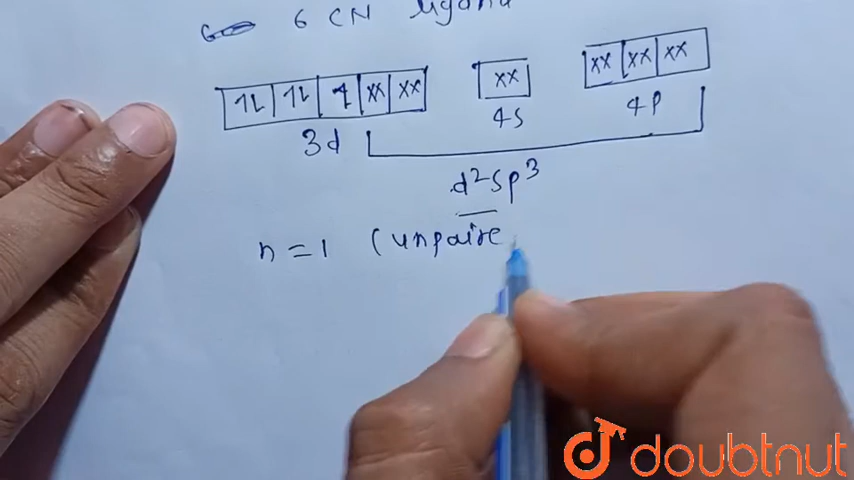 6 CN ligand
1L 1L 1 xx xx xx xx xx xx
3d 4S 4P
d²sp³
n = 1 (unpaire
doubtnut